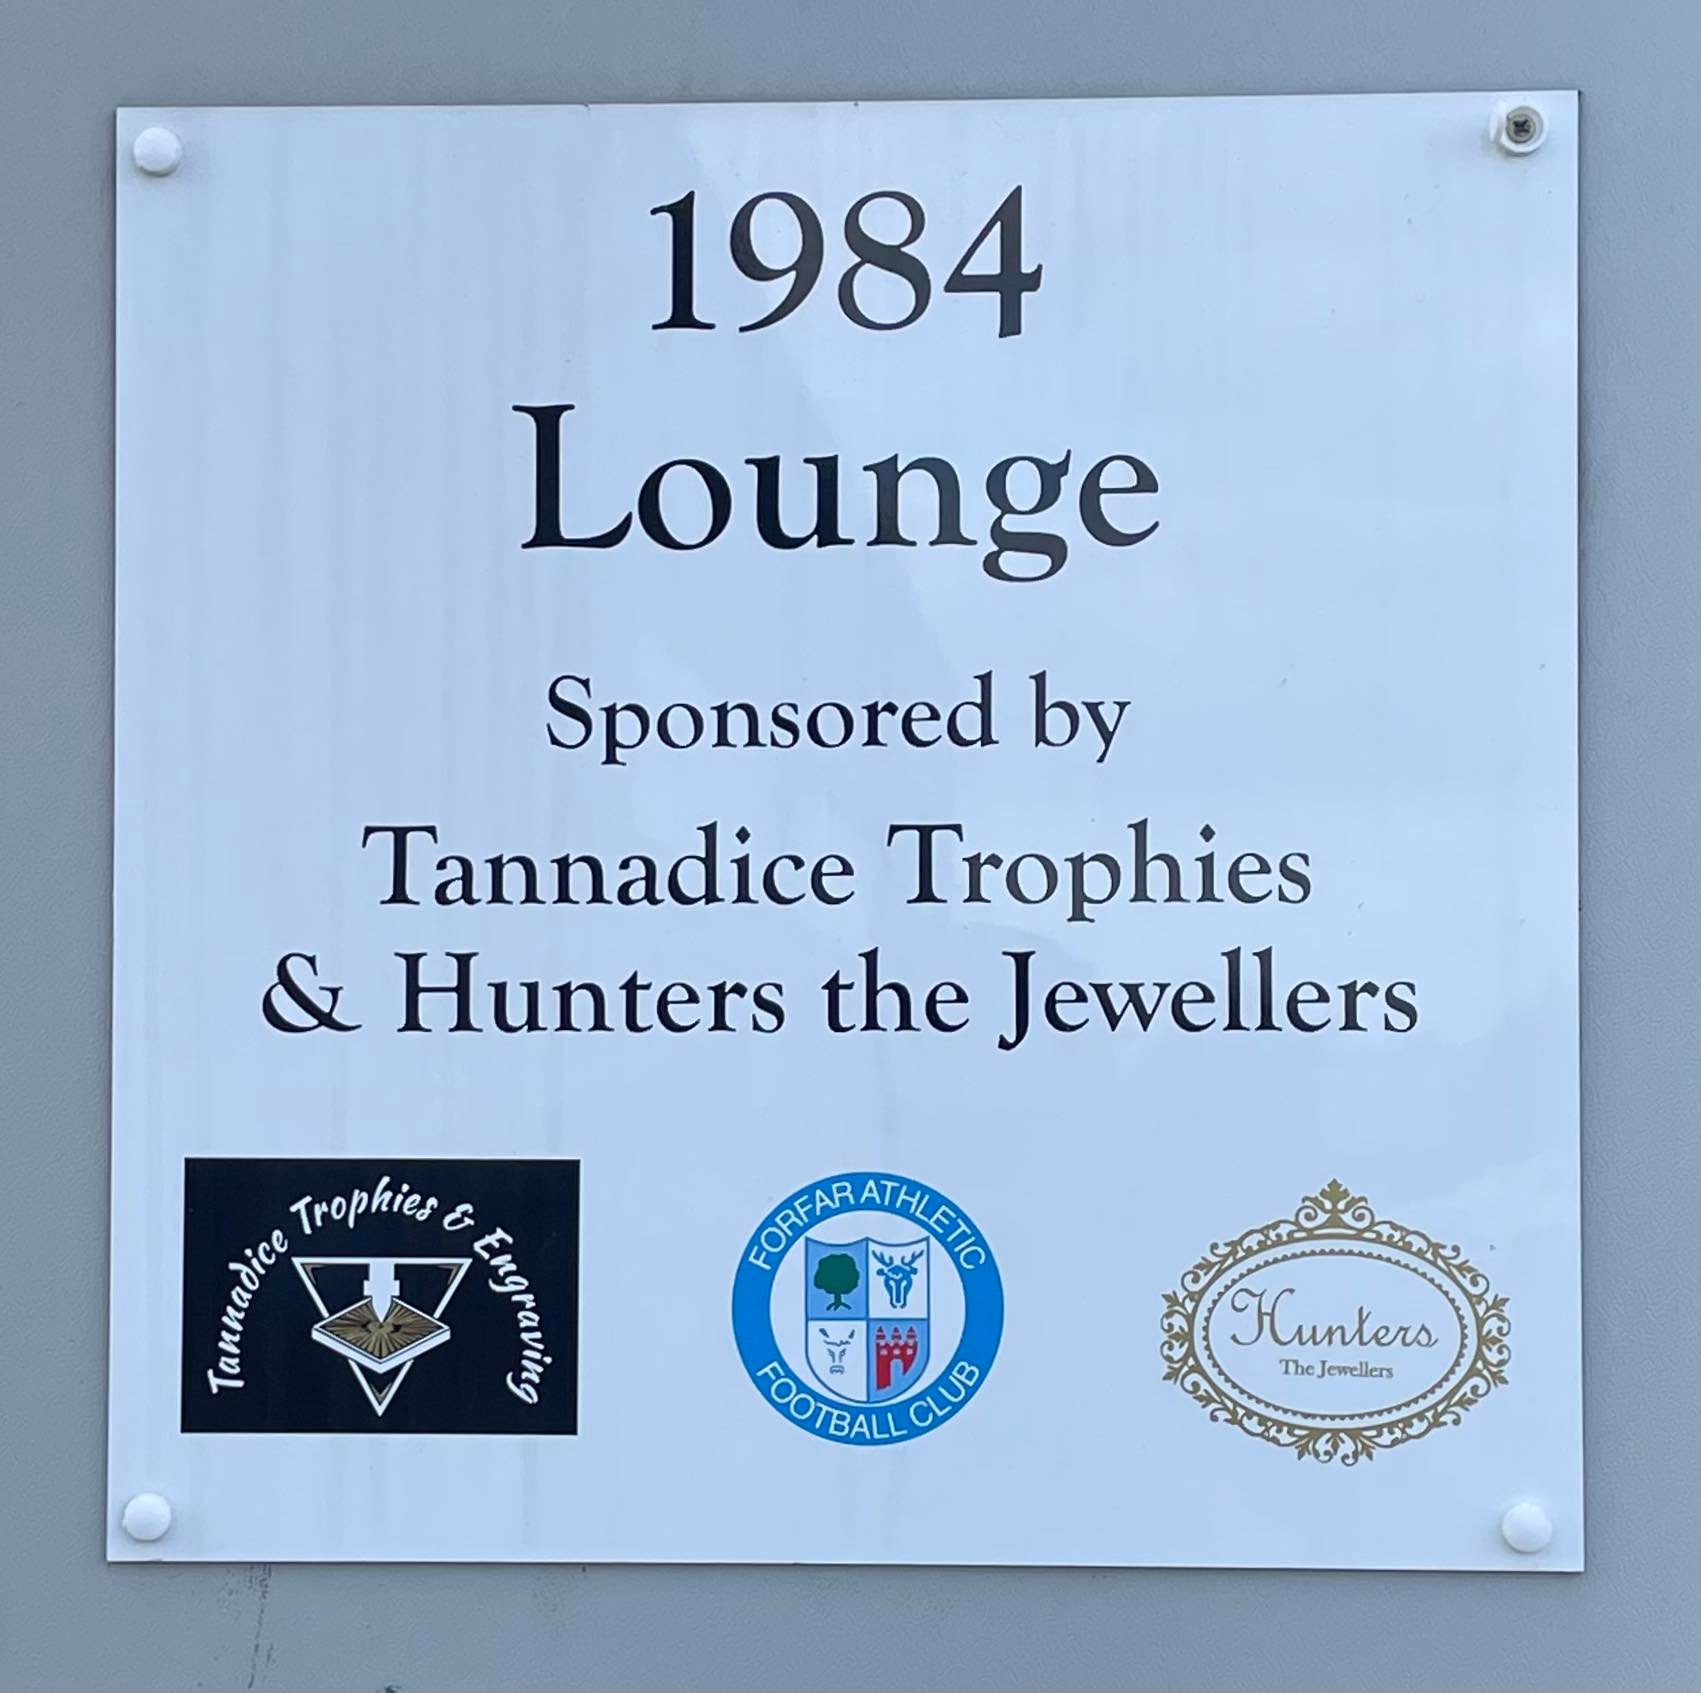 1984
Lounge
Sponsored by
Tannadice Trophies
& Hunters the Jewellers
Tannadice Trophies & Engraving
FORFAR ATHLETIC
FOOTBALL CLUB
Hunters
The Jewellers